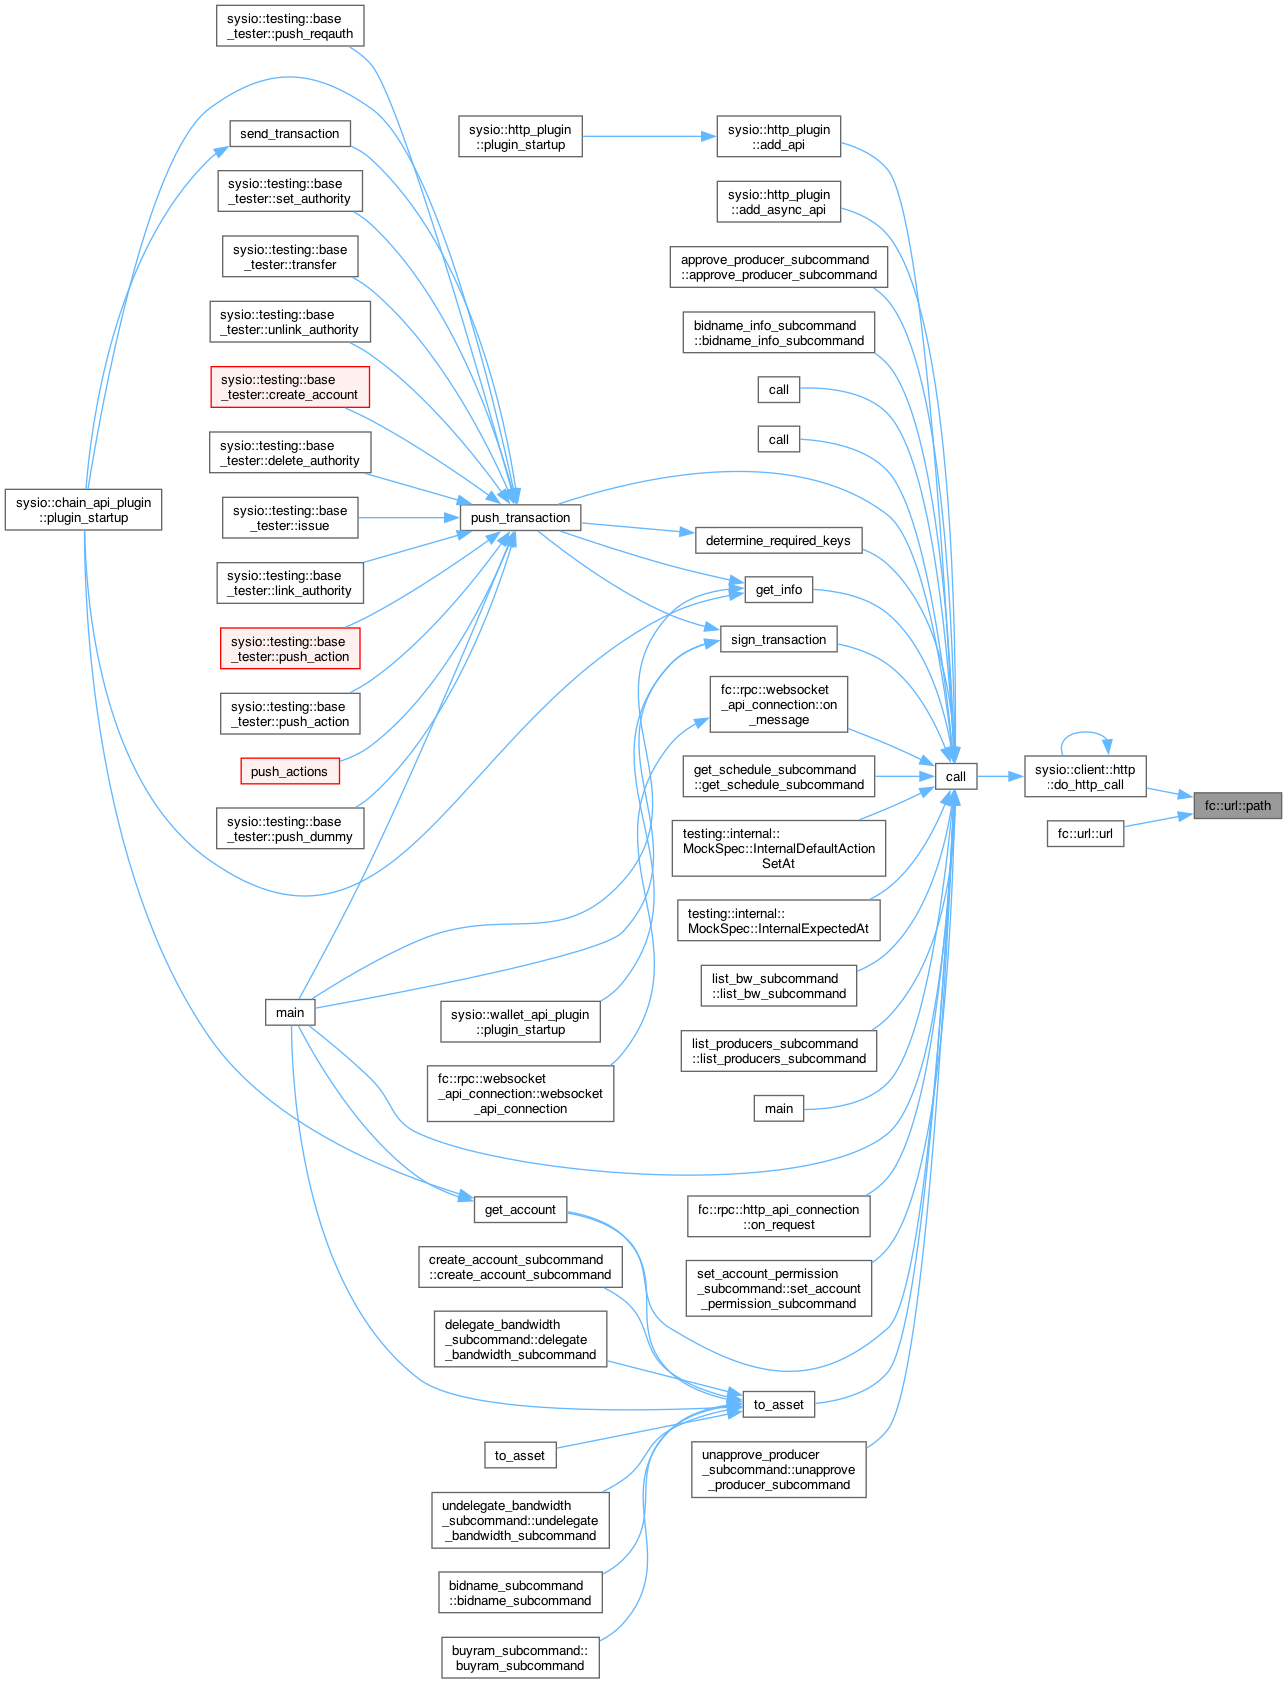 sysio::testing::base
_tester::push_reqauth
send_transaction
sysio::testing::base
_tester::set_authority
sysio::testing::base
_tester::transfer
sysio::testing::base
_tester::unlink_authority
sysio::testing::base
_tester::create_account
sysio::testing::base
_tester::delete_authority
sysio::chain_api_plugin
::plugin_startup
sysio::testing::base
_tester::issue
sysio::testing::base
_tester::link_authority
sysio::testing::base
_tester::push_action
sysio::testing::base
_tester::push_action
push_actions
sysio::testing::base
_tester::push_dummy
main
sysio::http_plugin
::plugin_startup
push_transaction
sysio::wallet_api_plugin
::plugin_startup
fc::rpc::websocket
_api_connection::websocket
_api_connection
get_account
create_account_subcommand
::create_account_subcommand
delegate_bandwidth
_subcommand::delegate
_bandwidth_subcommand
to_asset
undelegate_bandwidth
_subcommand::undelegate
_bandwidth_subcommand
bidname_subcommand
::bidname_subcommand
buyram_subcommand::
buyram_subcommand
sysio::http_plugin
::add_api
sysio::http_plugin
::add_async_api
approve_producer_subcommand
::approve_producer_subcommand
bidname_info_subcommand
::bidname_info_subcommand
call
call
determine_required_keys
get_info
sign_transaction
fc::rpc::websocket
_api_connection::on
_message
get_schedule_subcommand
::get_schedule_subcommand
testing::internal::
MockSpec::InternalDefaultAction
SetAt
testing::internal::
MockSpec::InternalExpectedAt
list_bw_subcommand
::list_bw_subcommand
list_producers_subcommand
::list_producers_subcommand
main
fc::rpc::http_api_connection
::on_request
set_account_permission
_subcommand::set_account
_permission_subcommand
to_asset
unapprove_producer
_subcommand::unapprove
_producer_subcommand
call
sysio::client::http
::do_http_call
fc::url::url
fc::url::path